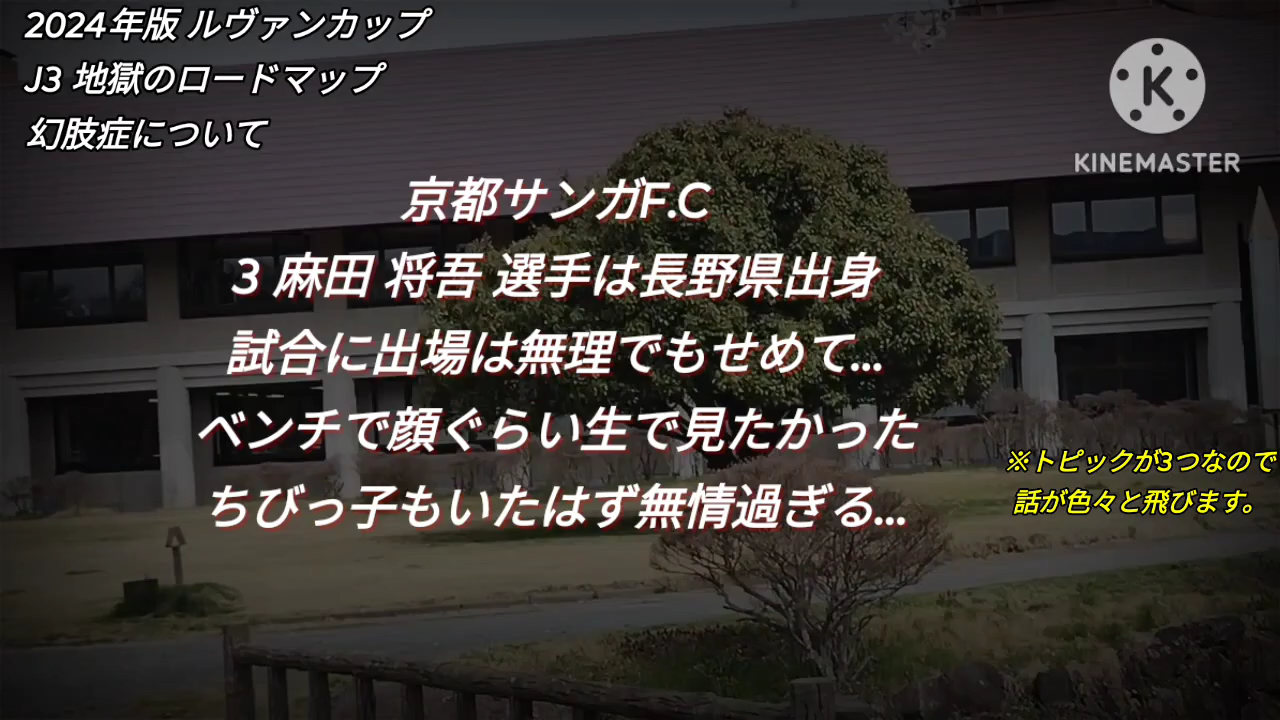 2024年版 ルヴァンカップ
J3 地獄のロードマップ
幻肢症について
KINEMASTER
京都サンガF.C
3 麻田 将吾 選手は長野県出身
試合に出場は無理でもせめて...
ベンチで顔ぐらい生で見たかった
ちびっ子もいたはず無情過ぎる...
※トピックが3つなので
話が色々と飛びます。